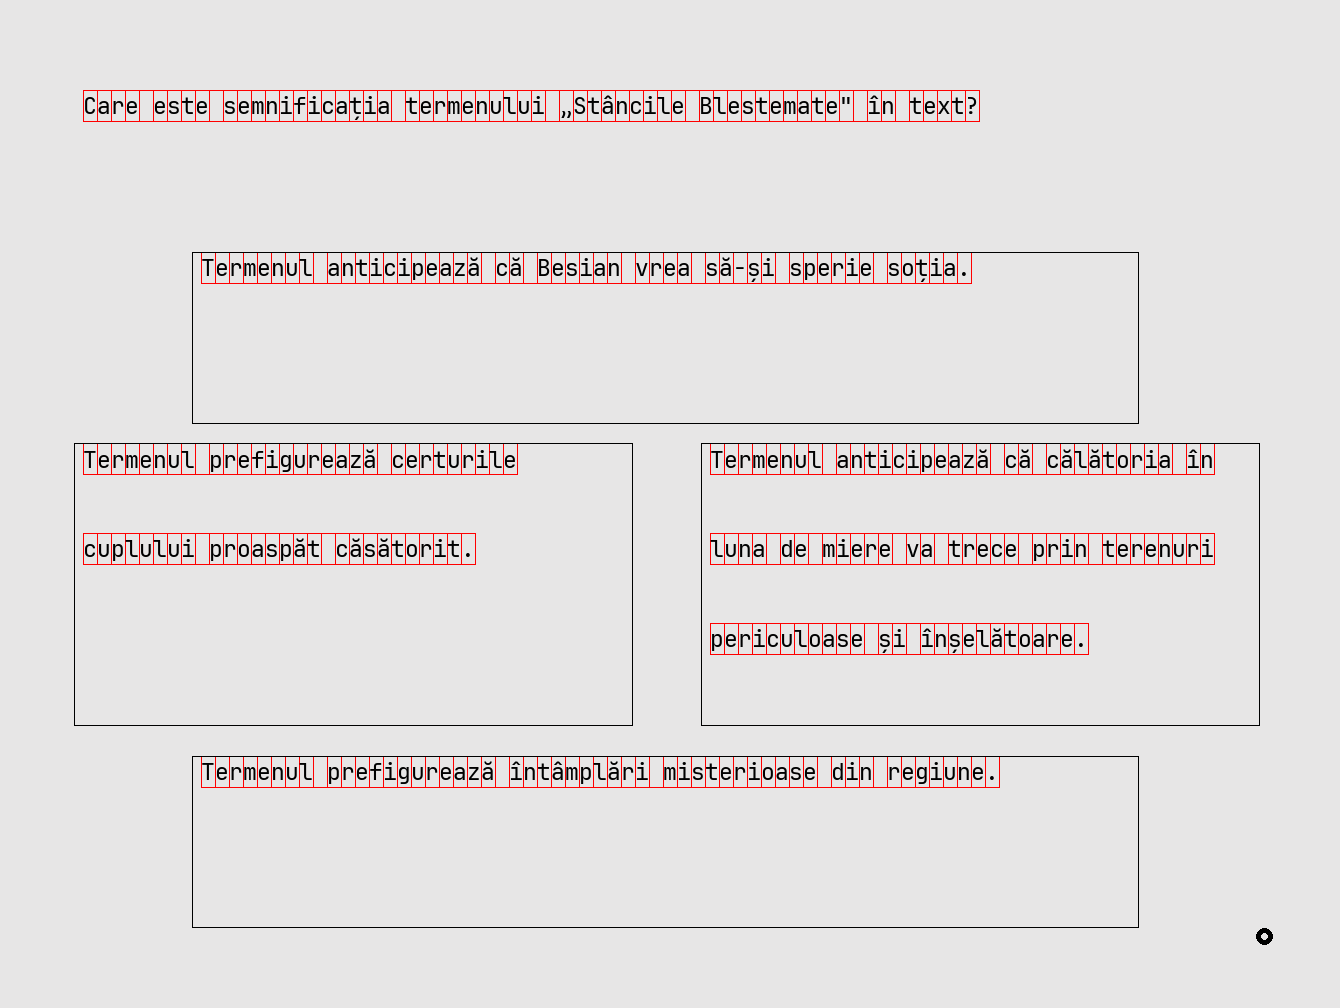 Care este semnificația termenului „Stâncile Blestemate" în text?
Termenul anticipează că Besian vrea să-și sperie soția.
Termenul prefigurează certurile
cuplului proaspăt căsătorit.
Termenul anticipează că călătoria în
luna de miere va trece prin terenuri
periculoase și înșelătoare.
Termenul prefigurează întâmplări misterioase din regiune.